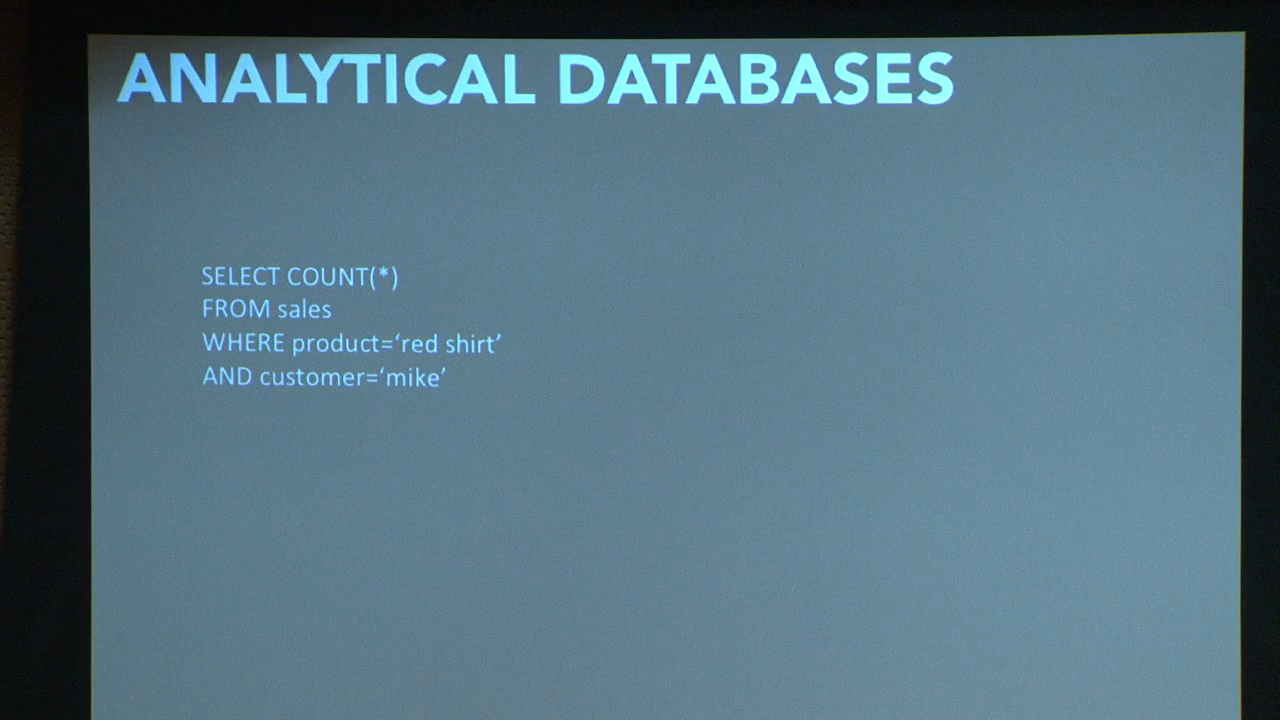 ANALYTICAL DATABASES
SELECT COUNT(*)
FROM sales
WHERE product=‘red shirt’
AND customer=‘mike’